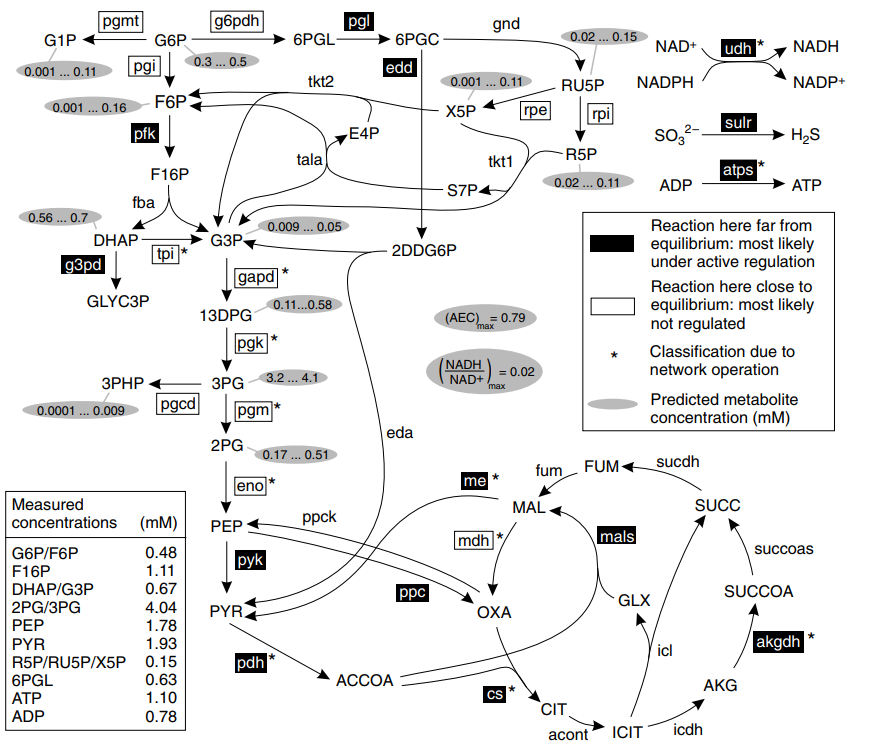 pgmt
g6pdh
pgl
gnd
G1P
G6P
6PGL
6PGC
0.02 ... 0.15
0.001 ... 0.11
pgi
0.3 ... 0.5
edd
0.001 ... 0.11
RU5P
tkt2
0.001 ... 0.16
F6P
X5P
rpe
rpi
pfk
E4P
tala
tkt1
R5P
F16P
S7P
0.02 ... 0.11
fba
0.56 ... 0.7
0.009 ... 0.05
DHAP
tpi *
G3P
2DDG6P
g3pd
gapd *
GLYC3P
0.11...0.58
13DPG
pgk *
3PHP
3PG
3.2 ... 4.1
0.0001 ... 0.009
pgcd
pgm *
2PG
0.17 ... 0.51
eda
eno *
PEP
ppck
pyk
ppc
PYR
pdh *
ACCOA
(AEC)max = 0.79
(NADH
NAD+)max = 0.02
NAD+
udh *
NADH
NADPH
NADP+
SO₃²⁻
sulr
H₂S
ADP
atps *
ATP
Reaction here far from
equilibrium: most likely
under active regulation
Reaction here close to
equilibrium: most likely
not regulated
* Classification due to
network operation
Predicted metabolite
concentration (mM)
me *
fum
FUM
sucdh
MAL
SUCC
mdh *
mals
succoas
OXA
GLX
SUCCOA
icl
akgdh *
cs *
AKG
CIT
acont
ICIT
icdh
Measured
concentrations (mM)
G6P/F6P 0.48
F16P 1.11
DHAP/G3P 0.67
2PG/3PG 4.04
PEP 1.78
PYR 1.93
R5P/RU5P/X5P 0.15
6PGL 0.63
ATP 1.10
ADP 0.78